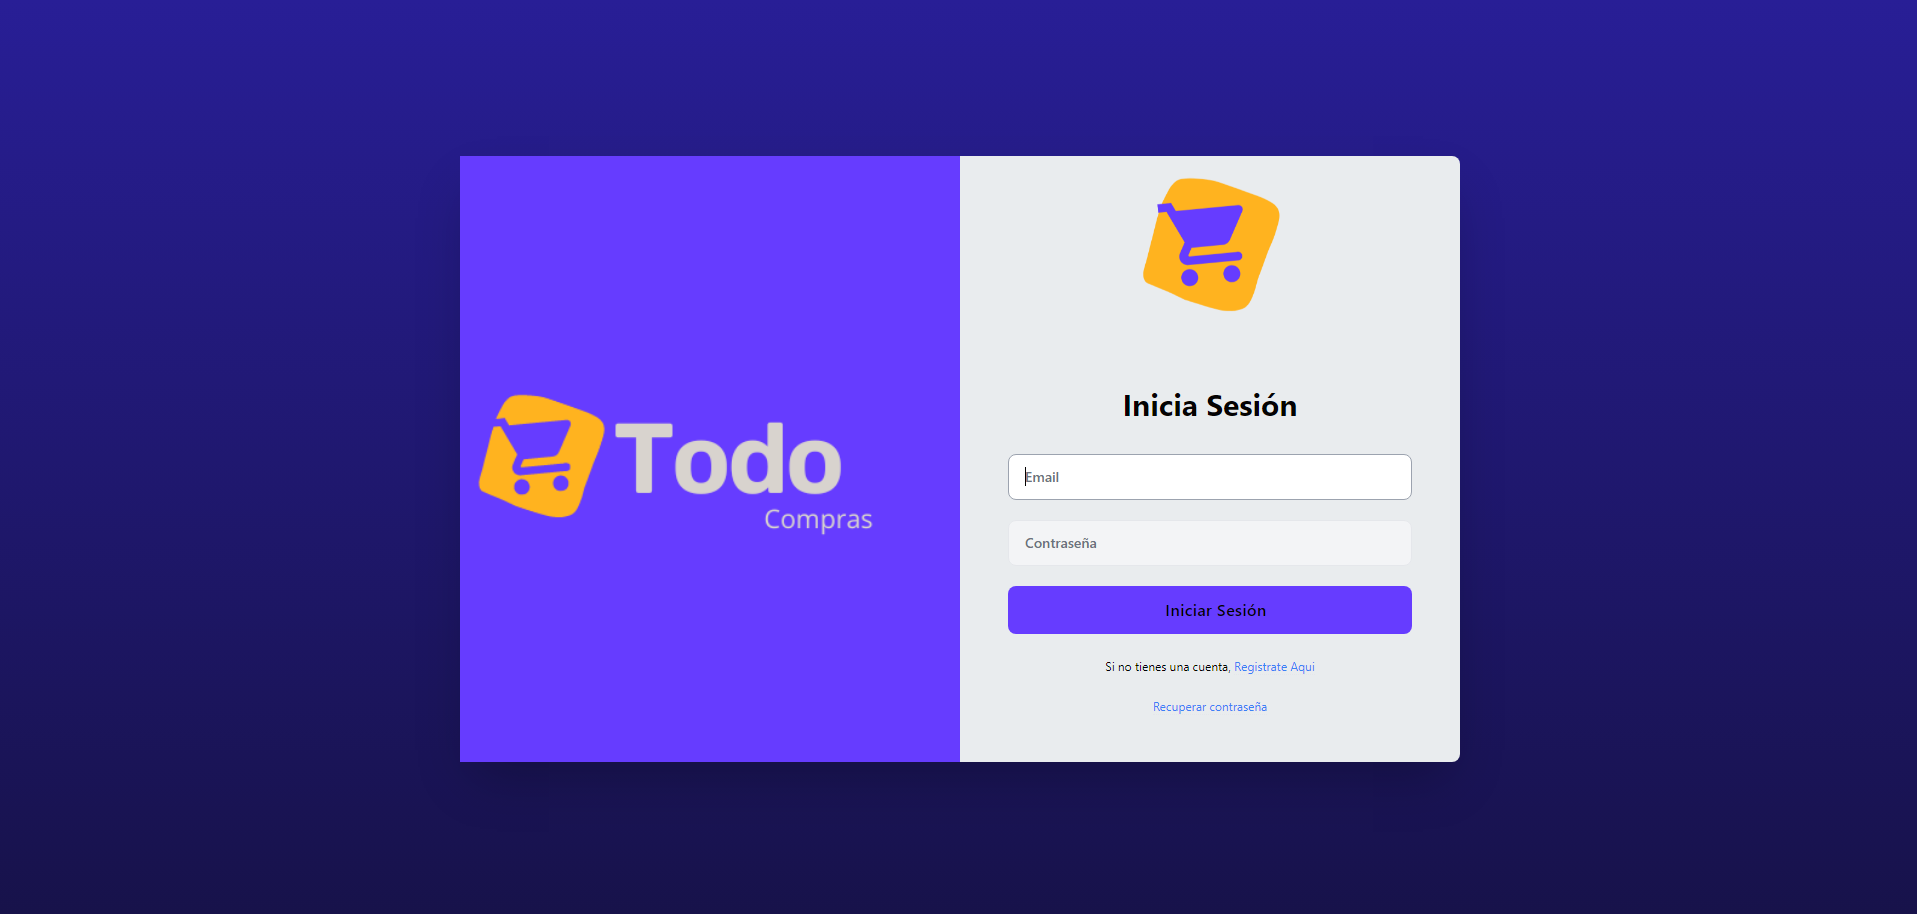 Todo
Compras
Inicia Sesión
Email
Contraseña
Iniciar Sesión
Si no tienes una cuenta, Registrate Aqui
Recuperar contraseña